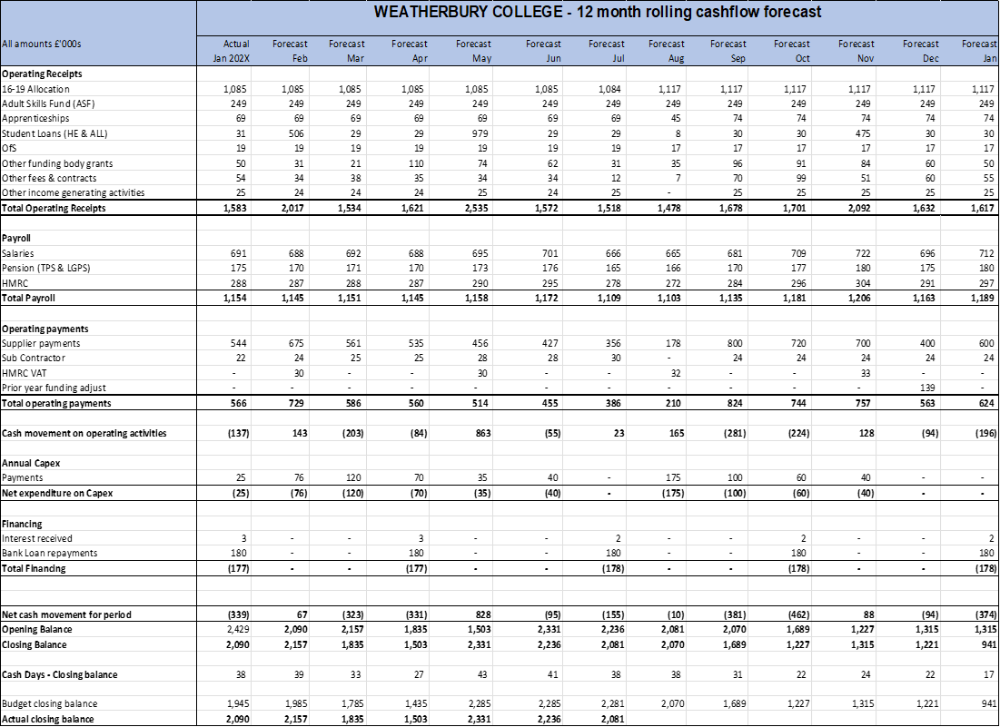 WEATHERBURY COLLEGE - 12 month rolling cashflow forecast
All amounts £'000s Actual Forecast Forecast Forecast Forecast Forecast Forecast Forecast Forecast Forecast Forecast Forecast Forecast
Jan 202X Feb Mar Apr May Jun Jul Aug Sep Oct Nov Dec Jan
Operating Receipts
16-19 Allocation 1,085 1,085 1,085 1,085 1,085 1,085 1,084 1,117 1,117 1,117 1,117 1,117 1,117
Adult Skills Fund (ASF) 249 249 249 249 249 249 249 249 249 249 249 249 249
Apprenticeships 69 69 69 69 69 69 69 45 74 74 74 74 74
Student Loans (HE & ALL) 31 506 29 29 979 29 29 8 30 30 475 30 30
OfS 19 19 19 19 19 19 19 17 17 17 17 17 17
Other funding body grants 50 31 21 110 74 62 31 35 96 91 84 60 50
Other fees & contracts 54 34 38 35 34 34 12 7 70 99 51 60 55
Other income generating activities 25 24 24 24 25 24 25 - 25 25 25 25 25
Total Operating Receipts 1,583 2,017 1,534 1,621 2,535 1,572 1,518 1,478 1,678 1,701 2,092 1,632 1,617
Payroll
Salaries 691 688 692 688 695 701 666 665 681 709 722 696 712
Pension (TPS & LGPS) 175 170 171 170 173 176 165 166 170 177 180 175 180
HMRC 288 287 288 287 290 295 278 272 284 296 304 291 297
Total Payroll 1,154 1,145 1,151 1,145 1,158 1,172 1,109 1,103 1,135 1,181 1,206 1,163 1,189
Operating payments
Supplier payments 544 675 561 535 456 427 356 178 800 720 700 400 600
Sub Contractor 22 24 25 25 28 28 30 - 24 24 24 24 24
HMRC VAT - 30 - - 30 - - 32 - - 33 - -
Prior year funding adjust - - - - - - - - - - - 139 -
Total operating payments 566 729 586 560 514 455 386 210 824 744 757 563 624
Cash movement on operating activities (137) 143 (203) (84) 863 (55) 23 165 (281) (224) 128 (94) (196)
Annual Capex
Payments 25 76 120 70 35 40 - 175 100 60 40 - -
Net expenditure on Capex (25) (76) (120) (70) (35) (40) - (175) (100) (60) (40) - -
Financing
Interest received 3 - - 3 - - 2 - - 2 - - 2
Bank Loan repayments 180 - - 180 - - 180 - - 180 - - 180
Total Financing (177) - - (177) - - (178) - - (178) - - (178)
Net cash movement for period (339) 67 (323) (331) 828 (95) (155) (10) (381) (462) 88 (94) (374)
Opening Balance 2,429 2,090 2,157 1,835 1,503 2,331 2,236 2,081 2,070 1,689 1,227 1,315 1,315
Closing Balance 2,090 2,157 1,835 1,503 2,331 2,236 2,081 2,070 1,689 1,227 1,315 1,221 941
Cash Days - Closing balance 38 39 33 27 43 41 38 38 31 22 24 22 17
Budget closing balance 1,945 1,985 1,785 1,435 2,285 2,285 2,281 2,070 1,689 1,227 1,315 1,221 941
Actual closing balance 2,090 2,157 1,835 1,503 2,331 2,236 2,081